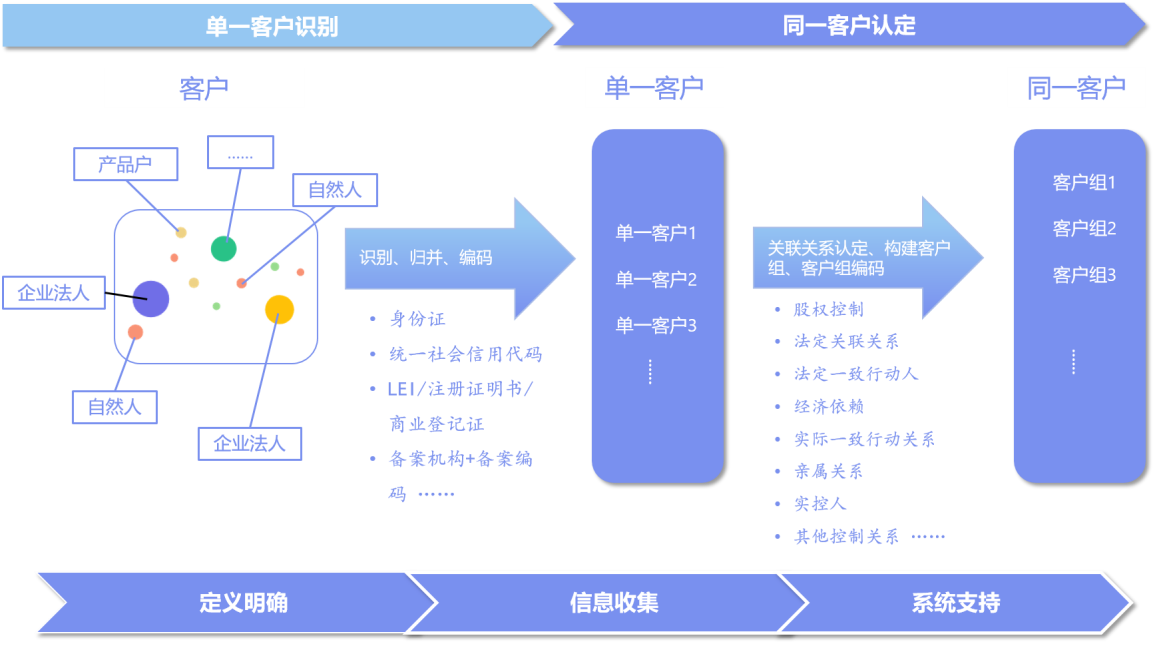 单一客户识别
同一客户认定
客户
单一客户
同一客户
产品户
......
自然人
企业法人
自然人
企业法人
识别、归并、编码
• 身份证
• 统一社会信用代码
• LEI/注册证明书/
商业登记证
• 备案机构+备案编
码 ······
单一客户1
单一客户2
单一客户3
······
关联关系认定、构建客户
组、客户组编码
• 股权控制
• 法定关联关系
• 法定一致行动人
• 经济依赖
• 实际一致行动关系
• 亲属关系
• 实控人
• 其他控制关系 ······
客户组1
客户组2
客户组3
······
定义明确
信息收集
系统支持